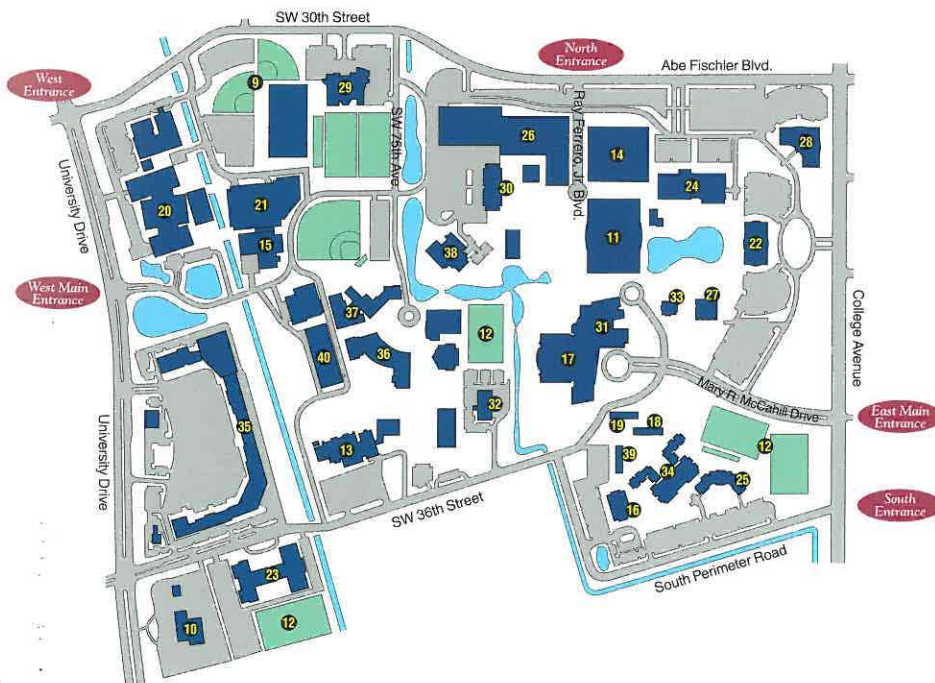 SW 30th Street
North
Entrance
Abe Fischler Blvd.
West
Entrance
9
29
SW 75th Ave.
Ray Ferrero, Jr. Blvd.
26
14
28
University Drive
30
24
20
21
15
11
22
38
West Main
Entrance
33
27
College Avenue
37
12
31
40
36
17
32
Mary R. McCahill Drive
35
University Drive
East Main
Entrance
19
18
12
13
39
34
25
SW 36th Street
16
South
Entrance
South Perimeter Road
23
10
12